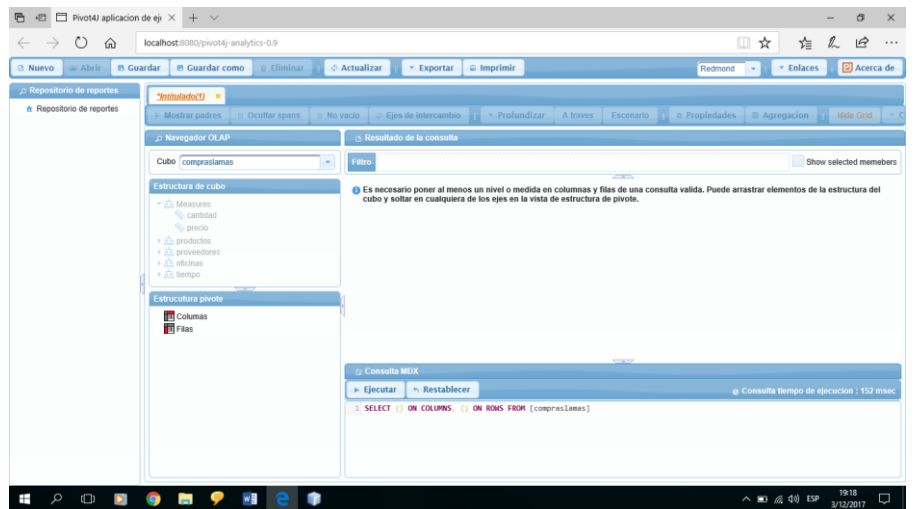 Pivot4J aplicacion de eje
localhost:8080/pivot4j-analytics-0.9
Nuevo Abrir Guardar Guardar como Eliminar Actualizar Exportar Imprimir Redmond Enlaces Acerca de
Repositorio de reportes
Repositorio de reportes
*Intitulado(1)
Mostrar padres Ocultar spans No vacio Ejes de intercambio Profundizar A traves Escenario Propiedades Agregacion Hide Grid C
Navegador OLAP
Cubo compraslamas
Estructura de cubo
Measures
cantidad
precio
productos
proveedores
oficinas
tiempo
Estrucutura pivote
Columas
Filas
Resultado de la consulta
Filtro Show selected memebers
Es necesario poner al menos un nivel o medida en columnas y filas de una consulta valida. Puede arrastrar elementos de la estructura del
cubo y soltar en cualquiera de los ejes en la vista de estructura de pivote.
Consulta MDX
Ejecutar Restablecer Consulta tiempo de ejecucion : 152 msec
1 SELECT {} ON COLUMNS, {} ON ROWS FROM [compraslamas]
ESP 19:18
3/12/2017